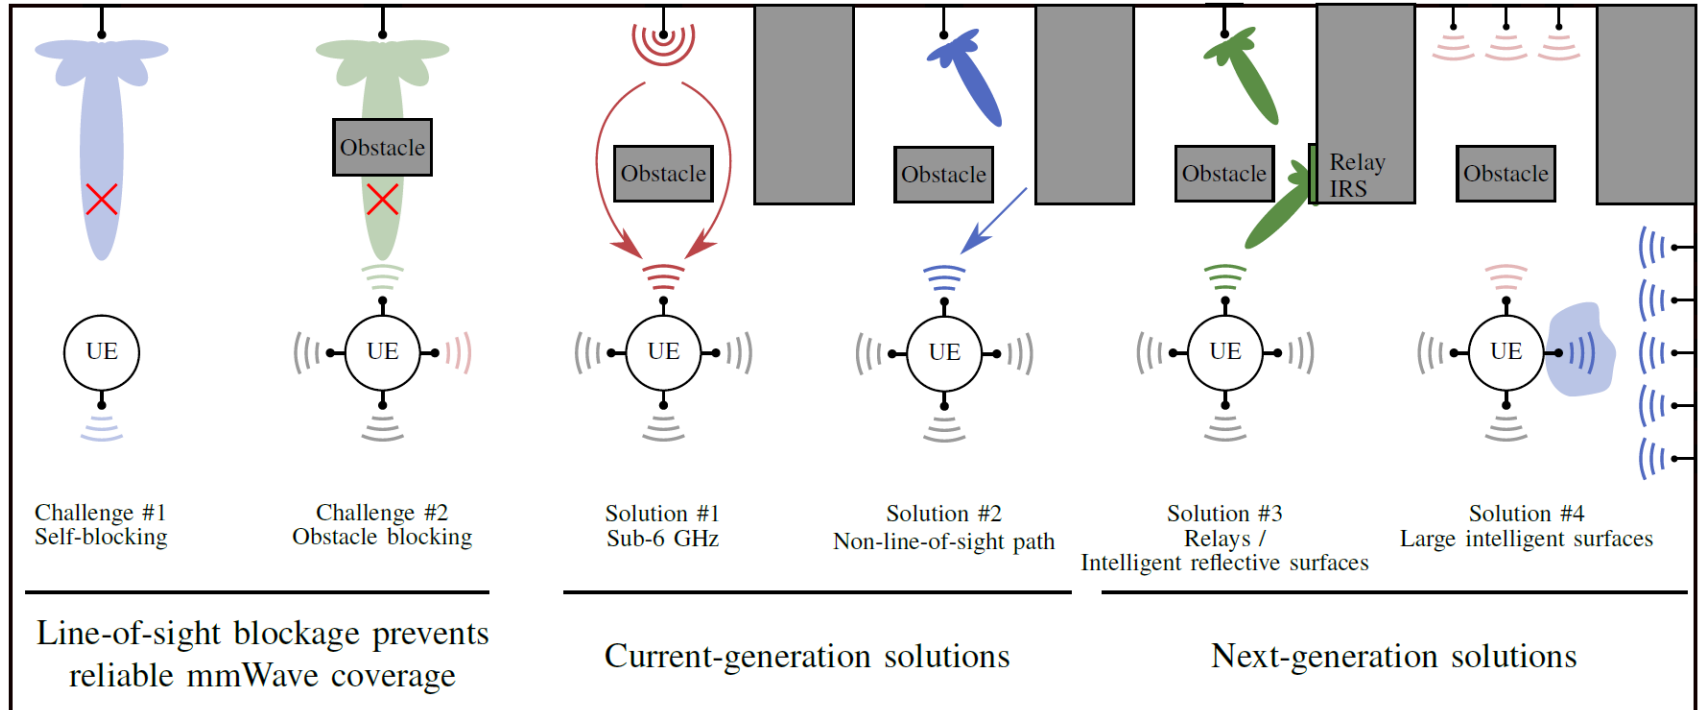 Obstacle
Obstacle
Obstacle
Obstacle
Relay
IRS
Obstacle
UE
UE
UE
UE
UE
UE
Challenge #1
Self-blocking
Challenge #2
Obstacle blocking
Solution #1
Sub-6 GHz
Solution #2
Non-line-of-sight path
Solution #3
Relays /
Intelligent reflective surfaces
Solution #4
Large intelligent surfaces
Line-of-sight blockage prevents
reliable mmWave coverage
Current-generation solutions
Next-generation solutions